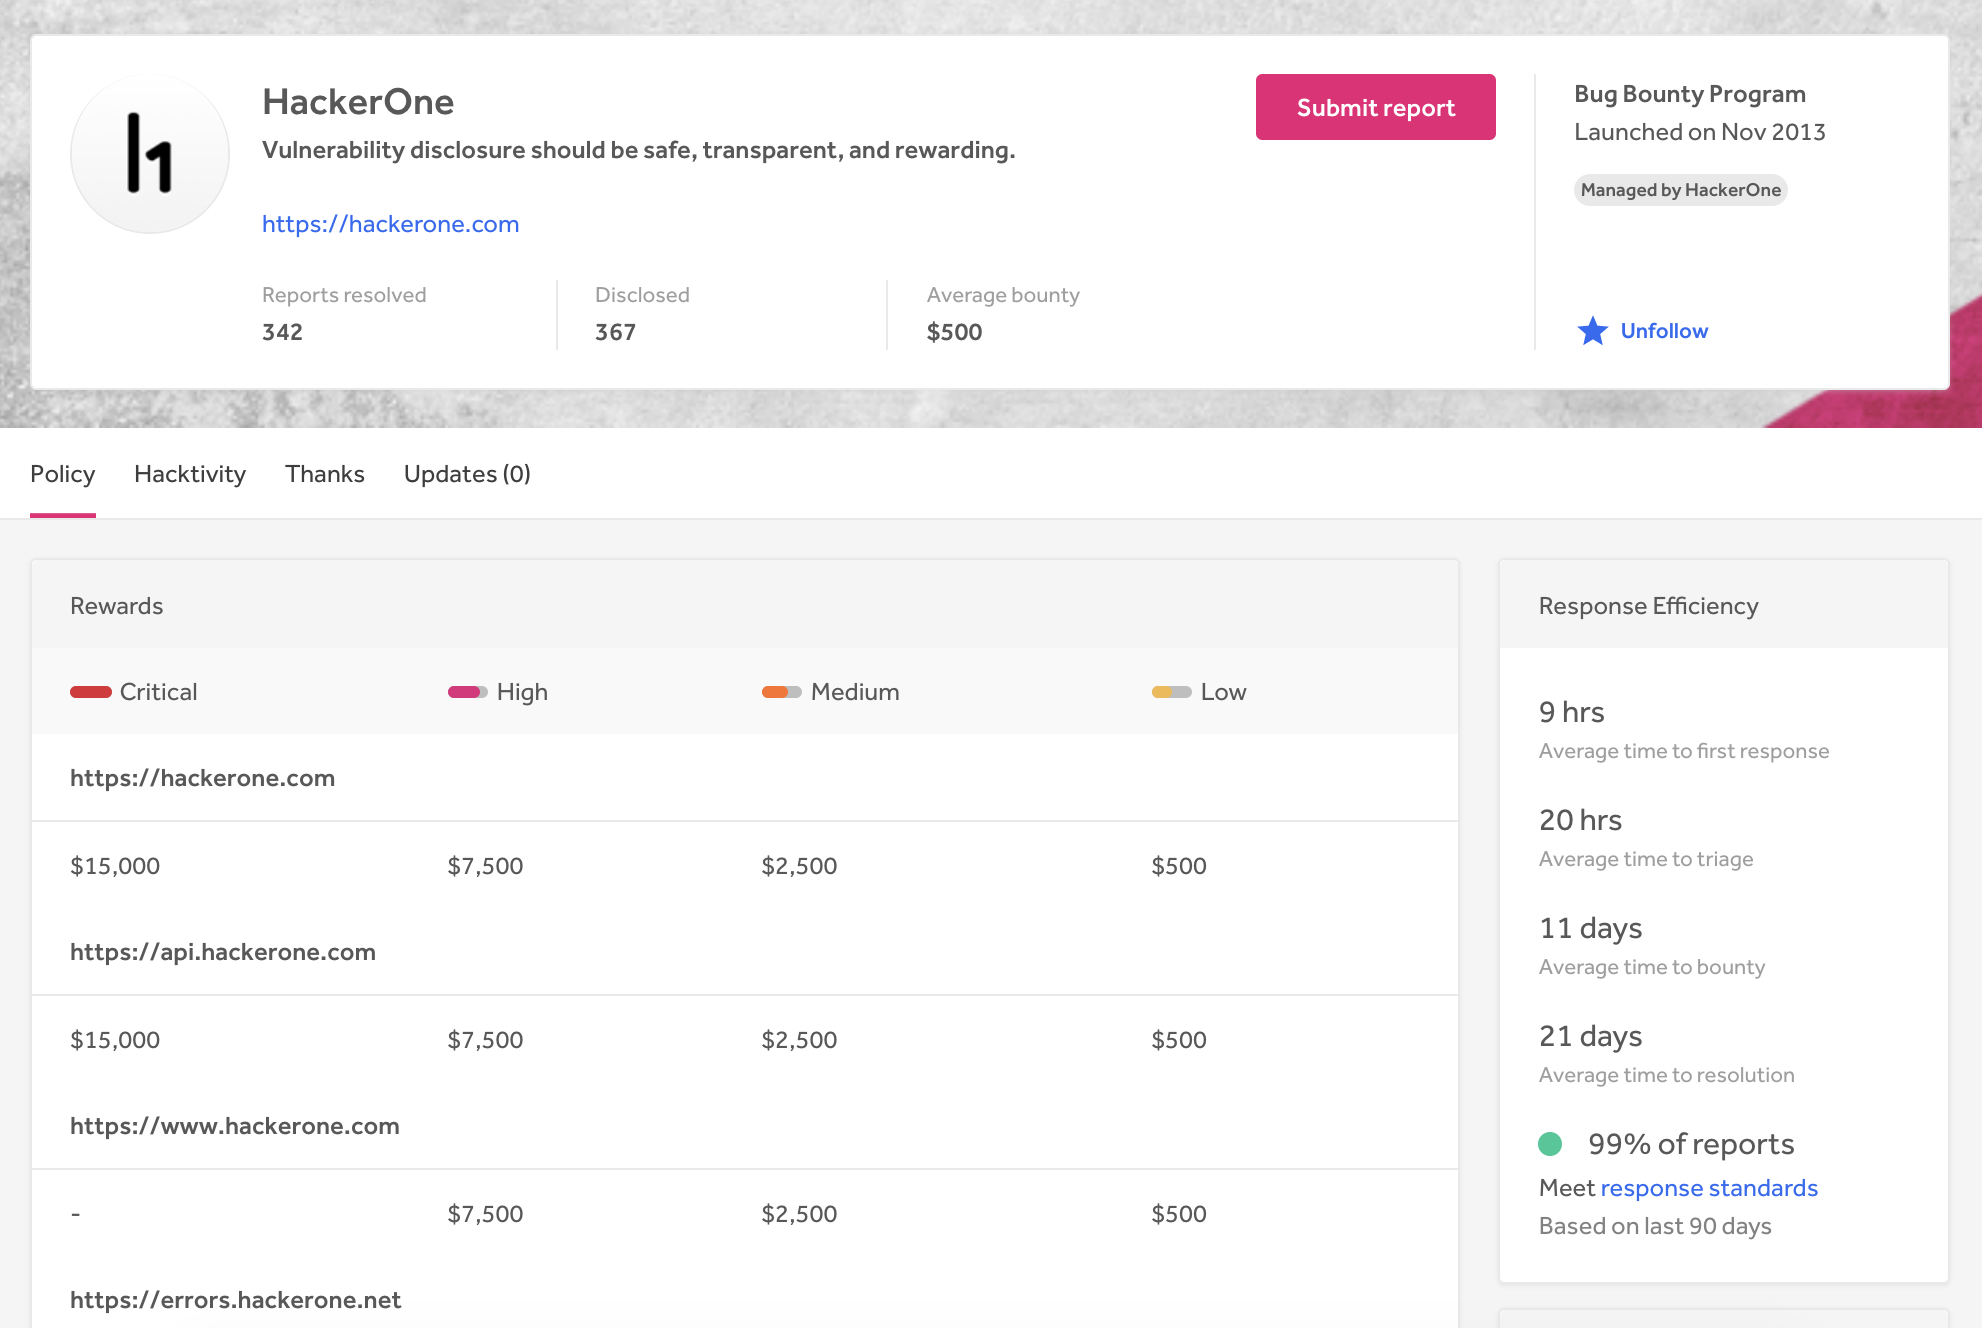 h1
HackerOne
Vulnerability disclosure should be safe, transparent, and rewarding.
https://hackerone.com
Reports resolved
342
Disclosed
367
Average bounty
$500
Submit report
Bug Bounty Program
Launched on Nov 2013
Managed by HackerOne
Unfollow
Policy Hacktivity Thanks Updates (0)
Rewards
Critical High Medium Low
https://hackerone.com
$15,000 $7,500 $2,500 $500
https://api.hackerone.com
$15,000 $7,500 $2,500 $500
https://www.hackerone.com
- $7,500 $2,500 $500
https://errors.hackerone.net
Response Efficiency
9 hrs
Average time to first response
20 hrs
Average time to triage
11 days
Average time to bounty
21 days
Average time to resolution
99% of reports
Meet response standards
Based on last 90 days